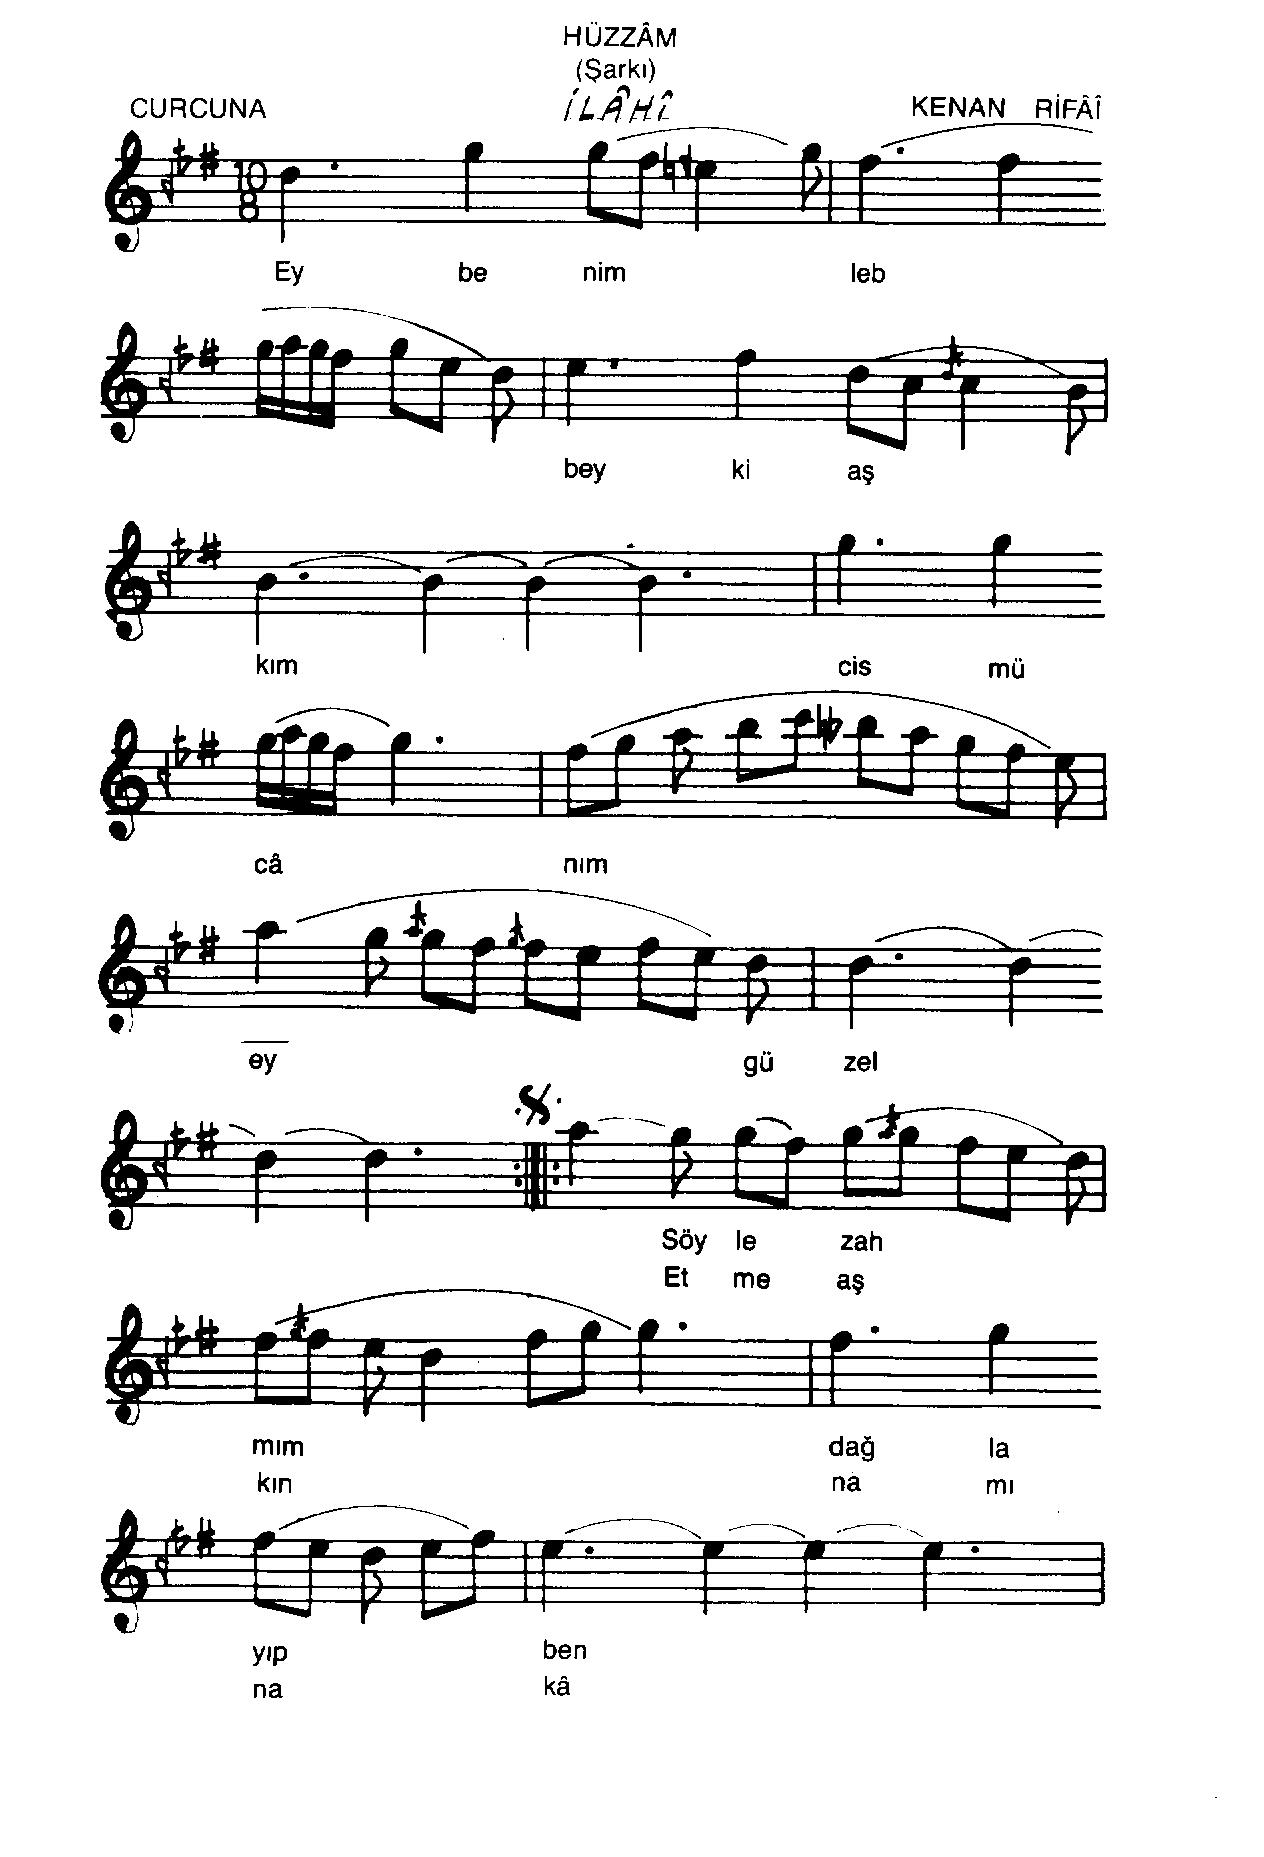 HÜZZÂM
(Şarkı)
CURCUNA İLÂHÎ KENAN RİFÂÎ
10
8
Ey be nim leb
bey ki aş
kım cis mü
câ nım
ey gü zel
Söy le zah
Et me aş
mım dağ la
kın na mı
yıp ben
na kâ